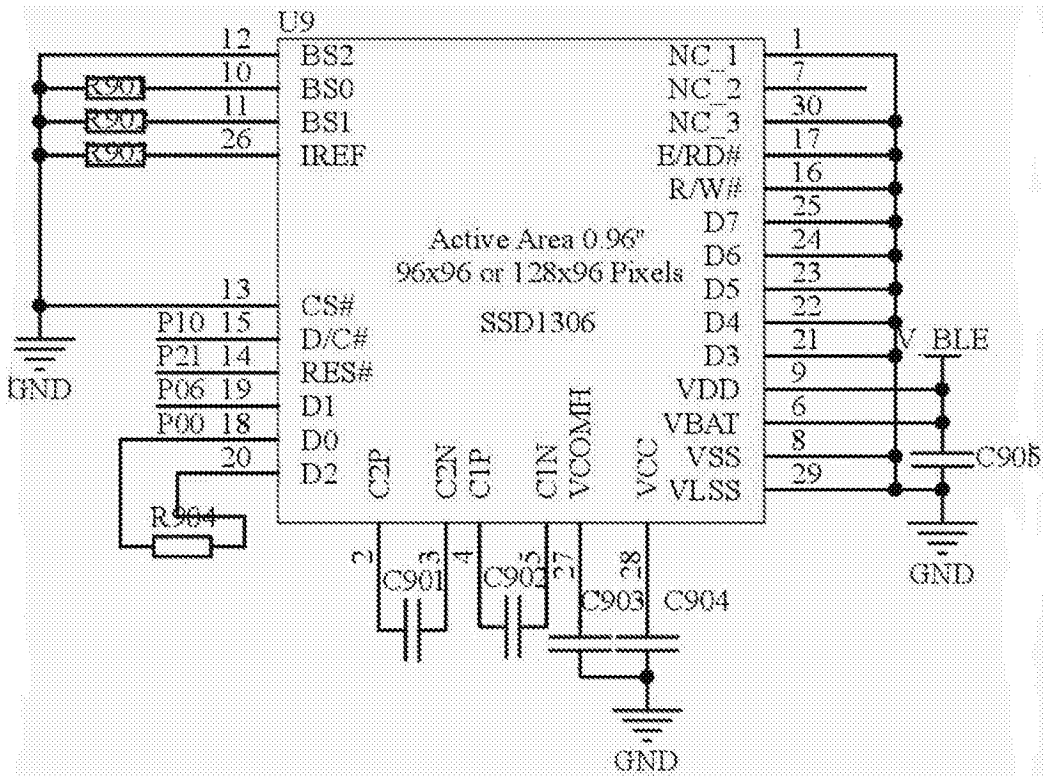 U9
12 BS2
10 BS0
11 BS1
26 IREF
13 CS#
P10 15 D/C#
P21 14 RES#
P06 19 D1
P00 18 D0
20 D2
GND
R904
NC_1 1
NC_2 7
NC_3 30
E/RD# 17
R/W# 16
D7 25
D6 24
D5 23
D4 22
D3 21
VDD 9
VBAT 6
VSS 8
VLSS 29
V_BLE
C905
GND
Active Area 0.96"
96x96 or 128x96 Pixels
SSD1306
C2P 2
C2N 3
C1P 4
C1N 5
VCOMH 27
VCC 28
C901
C902
C903
C904
GND